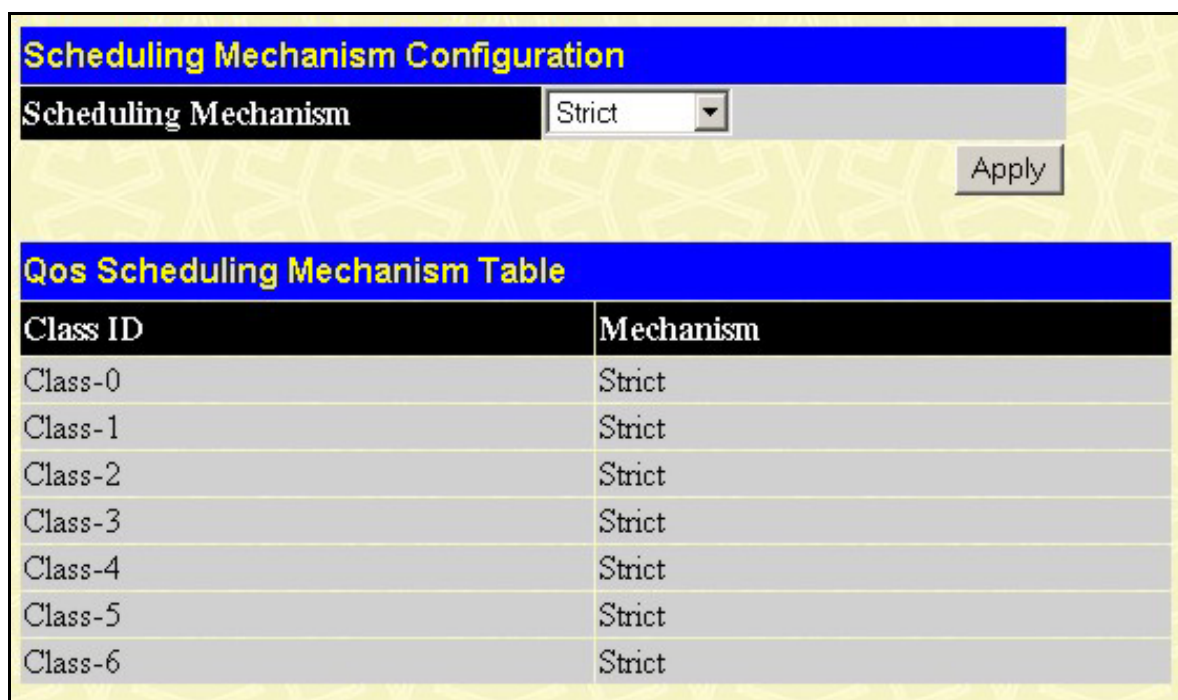 Scheduling Mechanism Configuration
Scheduling Mechanism Strict
Apply
Qos Scheduling Mechanism Table
Class ID Mechanism
Class-0 Strict
Class-1 Strict
Class-2 Strict
Class-3 Strict
Class-4 Strict
Class-5 Strict
Class-6 Strict